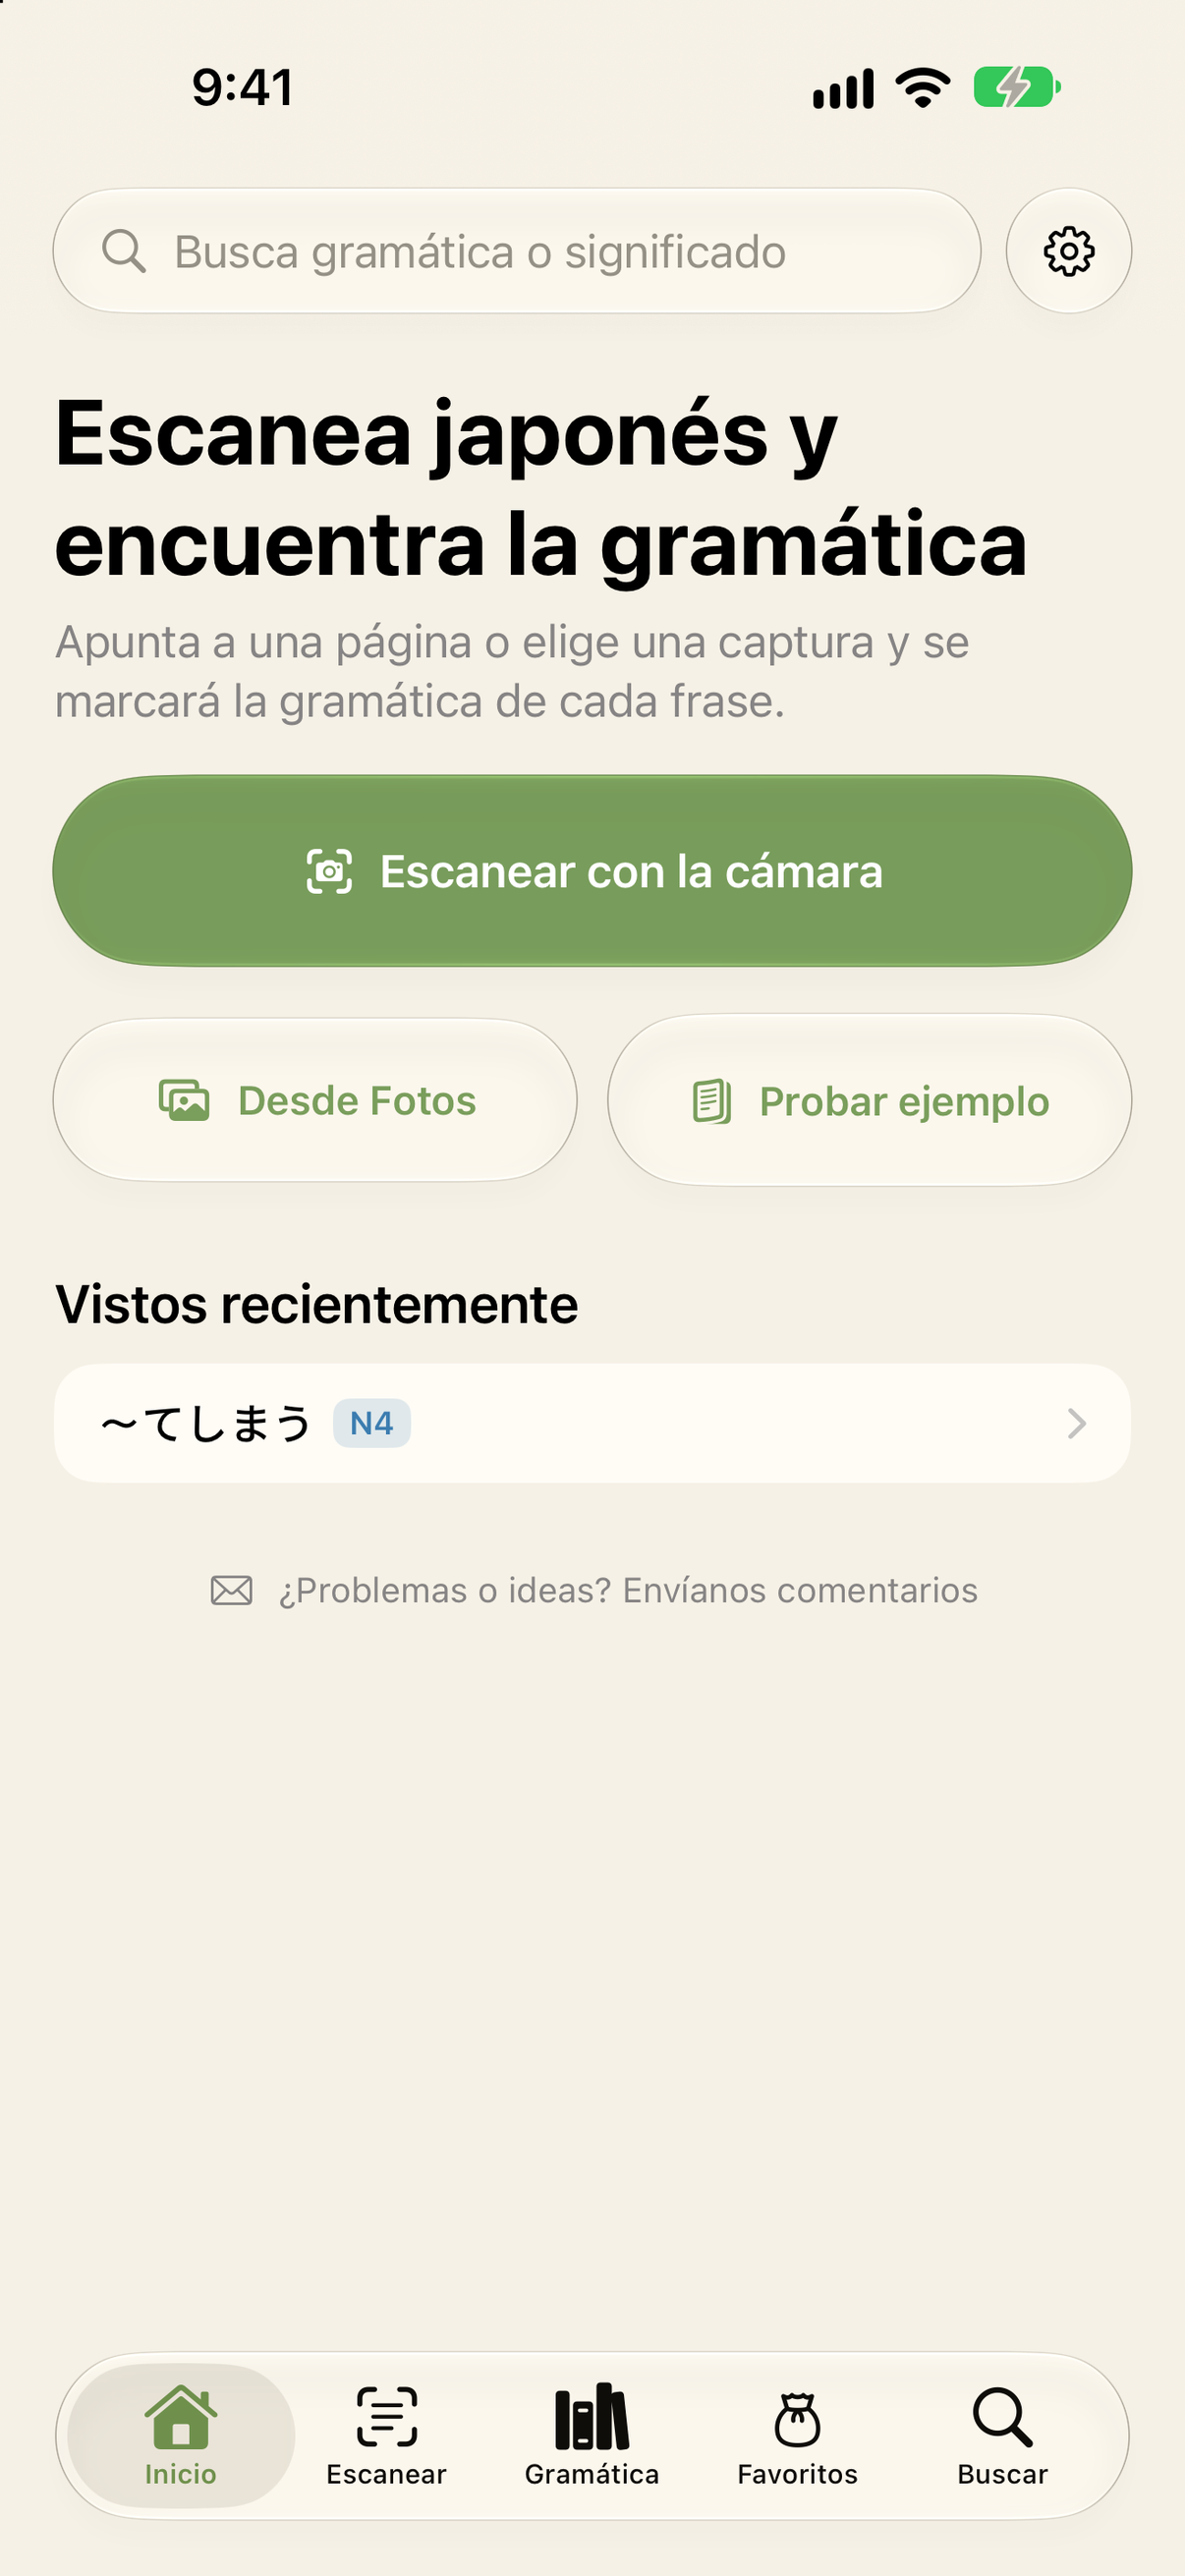 9:41
Busca gramática o significado
Escanea japonés y
encuentra la gramática
Apunta a una página o elige una captura y se
marcará la gramática de cada frase.
Escanear con la cámara
Desde Fotos
Probar ejemplo
Vistos recientemente
～てしまう N4
¿Problemas o ideas? Envíanos comentarios
Inicio
Escanear
Gramática
Favoritos
Buscar